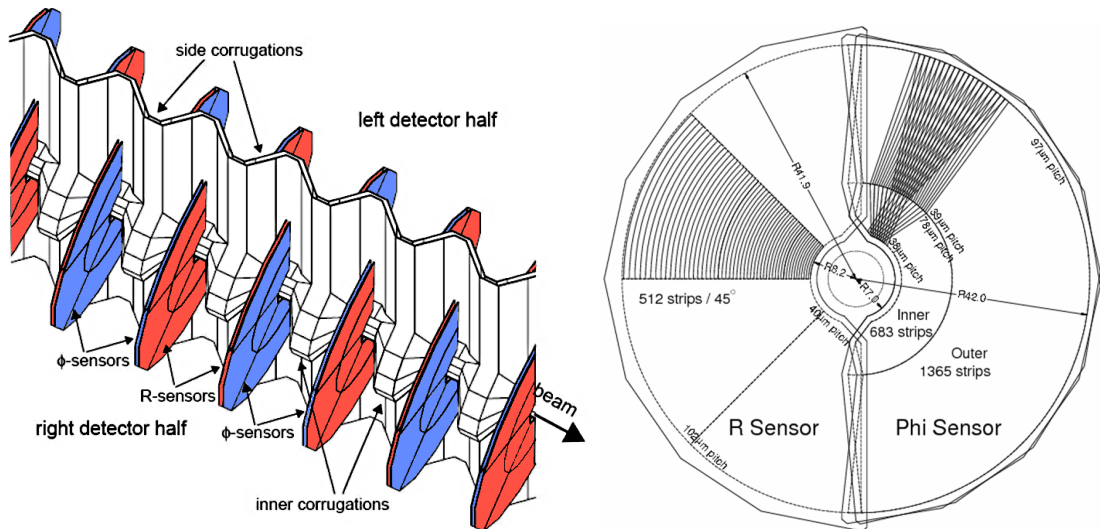 side corrugations
left detector half
ϕ-sensors
R-sensors
right detector half
ϕ-sensors
inner corrugations
beam
R41.9
97μm pitch
39μm pitch
78μm pitch
38μm pitch
R8.2
R7.0
R42.0
512 strips / 45°
40μm pitch
Inner
683 strips
Outer
1365 strips
102μm pitch
R Sensor
Phi Sensor